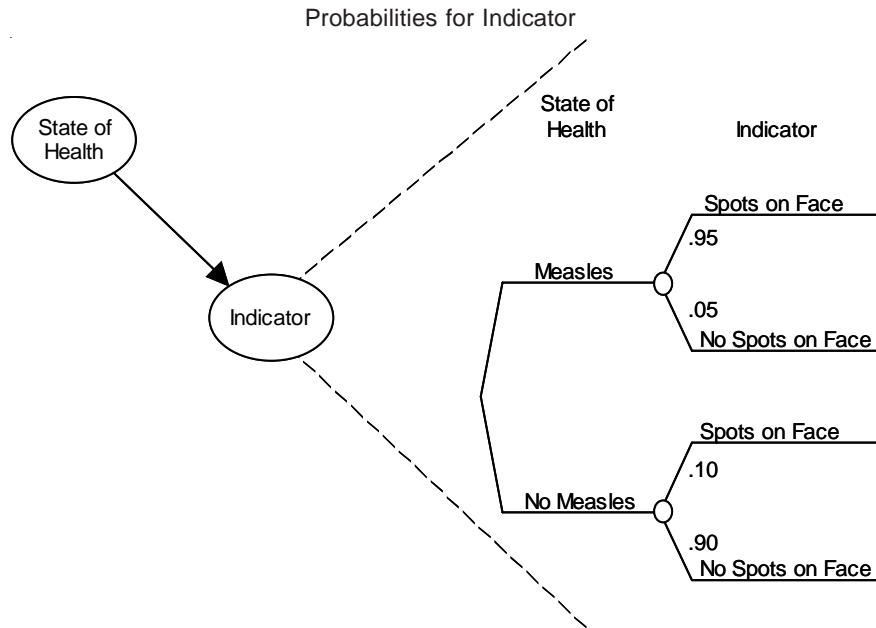 Probabilities for Indicator
State of
Health
Indicator
State of
Health
Indicator
Spots on Face
.95
Measles
.05
No Spots on Face
Spots on Face
.10
No Measles
.90
No Spots on Face